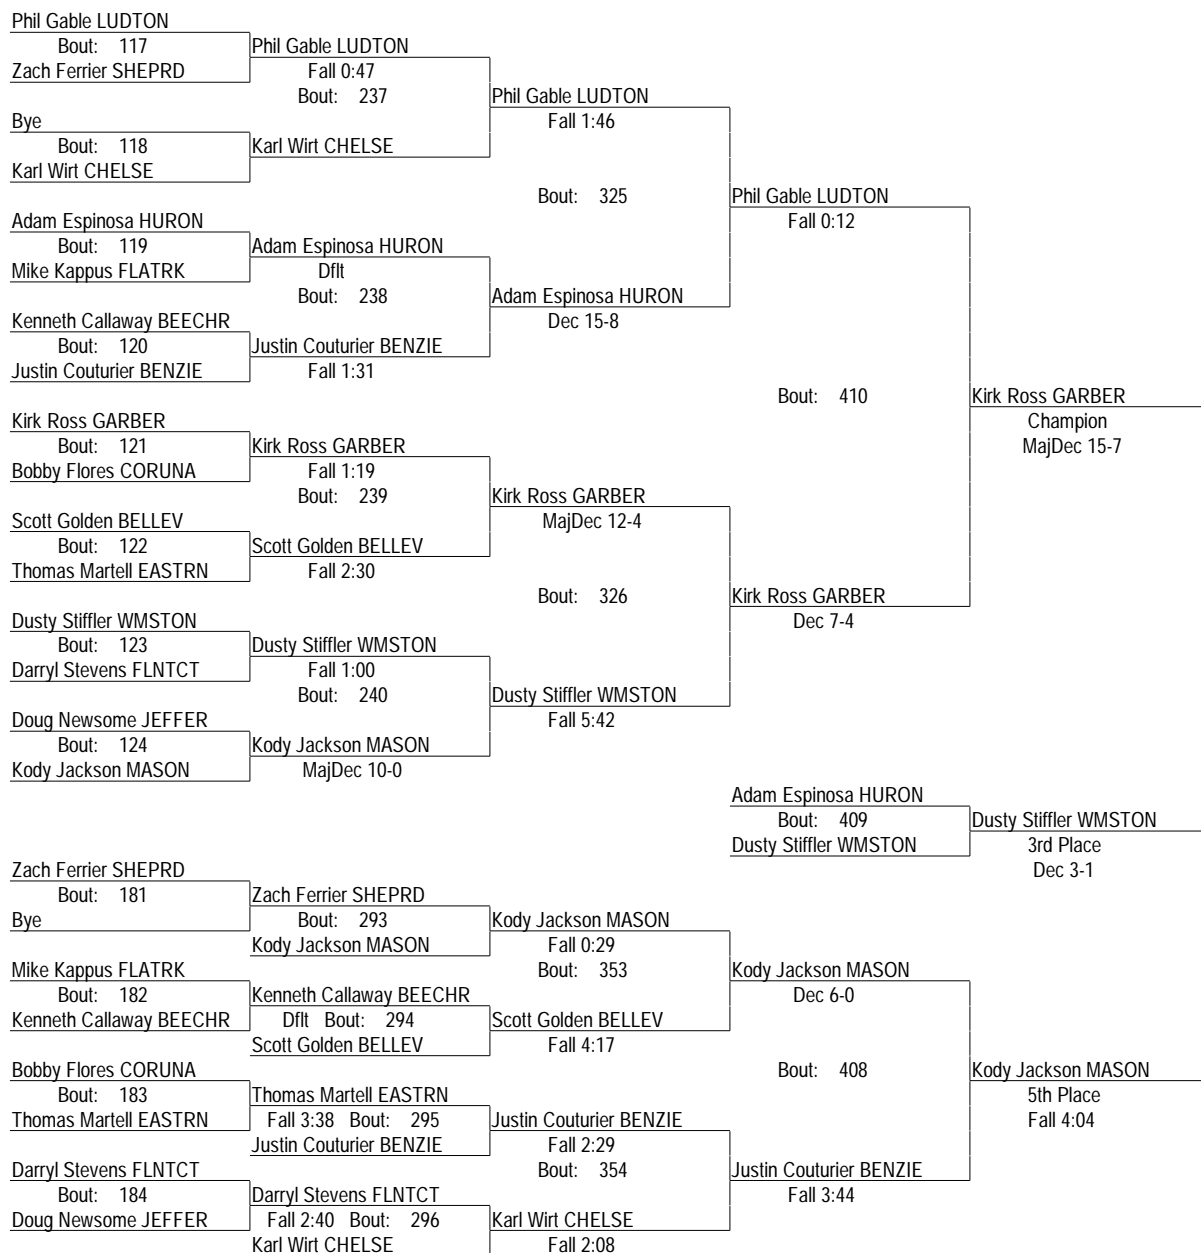 Phil Gable LUDTON
Bout: 117 Phil Gable LUDTON
Zach Ferrier SHEPRD Fall 0:47
Bout: 237 Phil Gable LUDTON
Bye Fall 1:46
Bout: 118 Karl Wirt CHELSE
Karl Wirt CHELSE
Bout: 325 Phil Gable LUDTON
Adam Espinosa HURON Fall 0:12
Bout: 119 Adam Espinosa HURON
Mike Kappus FLATRK Dflt
Bout: 238 Adam Espinosa HURON
Kenneth Callaway BEECHR Dec 15-8
Bout: 120 Justin Couturier BENZIE
Justin Couturier BENZIE Fall 1:31
Bout: 410 Kirk Ross GARBER
Kirk Ross GARBER Champion
Bout: 121 Kirk Ross GARBER MajDec 15-7
Bobby Flores CORUNA Fall 1:19
Bout: 239 Kirk Ross GARBER
Scott Golden BELLEV MajDec 12-4
Bout: 122 Scott Golden BELLEV
Thomas Martell EASTRN Fall 2:30
Bout: 326 Kirk Ross GARBER
Dusty Stiffler WMSTON Dec 7-4
Bout: 123 Dusty Stiffler WMSTON
Darryl Stevens FLNTCT Fall 1:00
Bout: 240 Dusty Stiffler WMSTON
Doug Newsome JEFFER Fall 5:42
Bout: 124 Kody Jackson MASON
Kody Jackson MASON MajDec 10-0
Adam Espinosa HURON
Bout: 409 Dusty Stiffler WMSTON
Dusty Stiffler WMSTON 3rd Place
Zach Ferrier SHEPRD Dec 3-1
Bout: 181 Zach Ferrier SHEPRD
Bye Bout: 293 Kody Jackson MASON
Kody Jackson MASON Fall 0:29
Mike Kappus FLATRK Bout: 353 Kody Jackson MASON
Bout: 182 Kenneth Callaway BEECHR Dec 6-0
Kenneth Callaway BEECHR Dflt Bout: 294 Scott Golden BELLEV
Scott Golden BELLEV Fall 4:17
Bobby Flores CORUNA Bout: 408 Kody Jackson MASON
Bout: 183 Thomas Martell EASTRN 5th Place
Thomas Martell EASTRN Fall 3:38 Bout: 295 Justin Couturier BENZIE Fall 4:04
Justin Couturier BENZIE Fall 2:29
Darryl Stevens FLNTCT Bout: 354 Justin Couturier BENZIE
Bout: 184 Darryl Stevens FLNTCT Fall 3:44
Doug Newsome JEFFER Fall 2:40 Bout: 296 Karl Wirt CHELSE
Karl Wirt CHELSE Fall 2:08